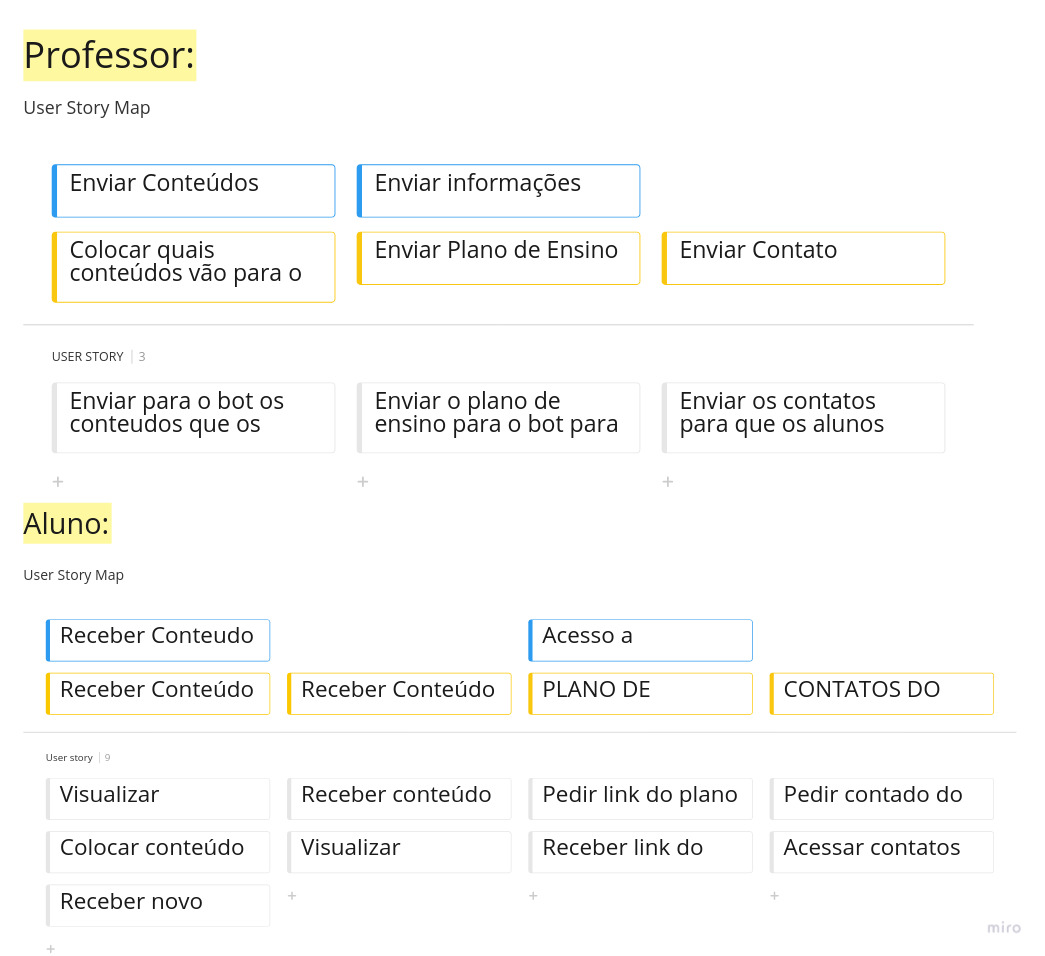 Professor:
User Story Map
Enviar Conteúdos
Enviar informações
Colocar quais
conteúdos vão para o
Enviar Plano de Ensino
Enviar Contato
USER STORY 3
Enviar para o bot os
conteudos que os
Enviar o plano de
ensino para o bot para
Enviar os contatos
para que os alunos
+ + +
Aluno:
User Story Map
Receber Conteudo
Acesso a
Receber Conteúdo
Receber Conteúdo
PLANO DE
CONTATOS DO
User story 9
Visualizar
Receber conteúdo
Pedir link do plano
Pedir contado do
Colocar conteúdo
Visualizar
Receber link do
Acessar contatos
Receber novo
+ + +
+
miro